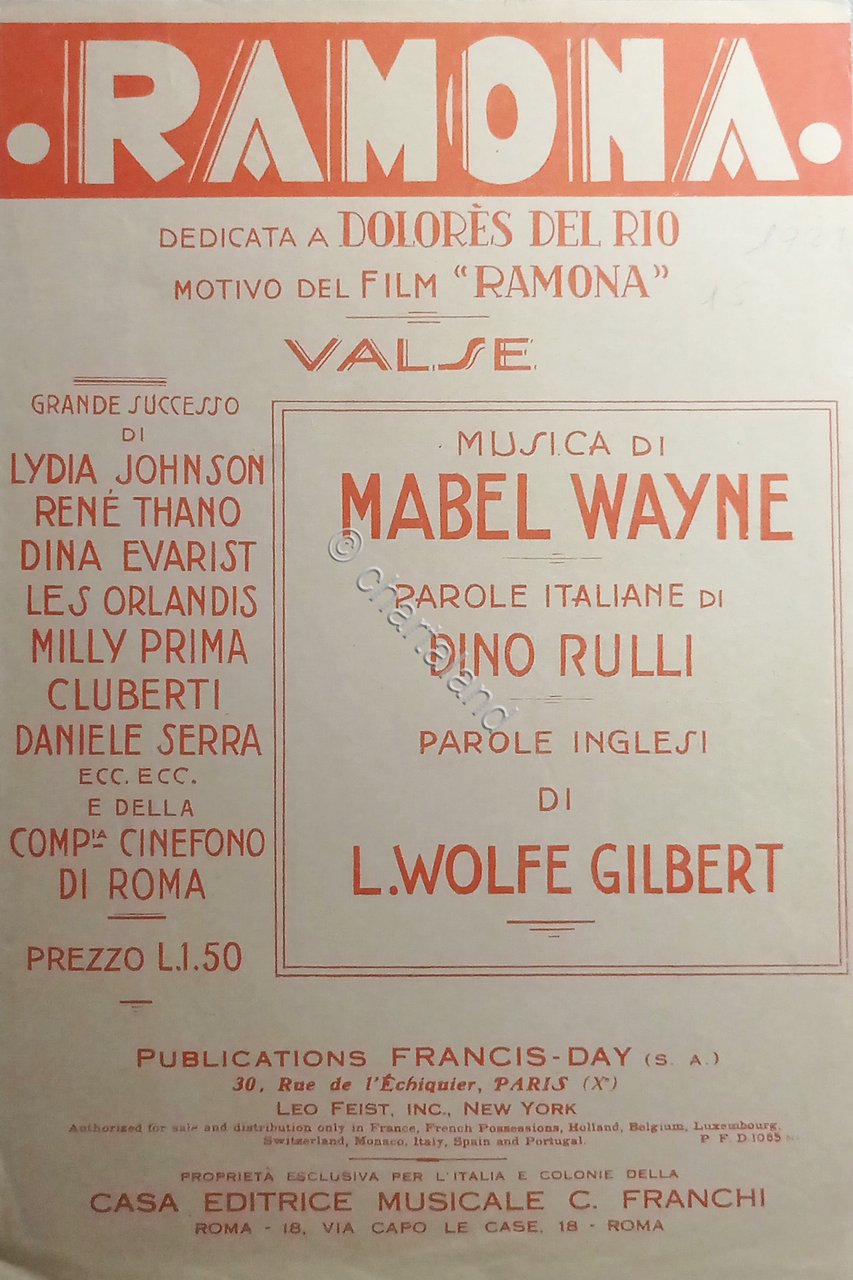 • RAMONA •
DEDICATA A DOLORÈS DEL RIO
MOTIVO DEL FILM "RAMONA"
VALSE
GRANDE SUCCESSO
DI
LYDIA JOHNSON
RENÉ THANO
DINA EVARIST
LES ORLANDIS
MILLY PRIMA
CLUBERTI
DANIELE SERRA
ECC. ECC.
E DELLA
COMPIA CINEFONO
DI ROMA
PREZZO L.1.50
MUSICA DI
MABEL WAYNE
PAROLE ITALIANE DI
DINO RULLI
PAROLE INGLESI
DI
L. WOLFE GILBERT
© chartaland
PUBLICATIONS FRANCIS-DAY (S. A.)
30, Rue de l'Échiquier, PARIS (Xe)
LEO FEIST, INC., NEW YORK
Authorized for sale and distribution only in France, French Possessions, Holland, Belgium, Luxembourg,
Switzerland, Monaco, Italy, Spain and Portugal. P F D 1065
PROPRIETÀ ESCLUSIVA PER L'ITALIA E COLONIE DELLA
CASA EDITRICE MUSICALE C. FRANCHI
ROMA - 18, VIA CAPO LE CASE, 18 - ROMA